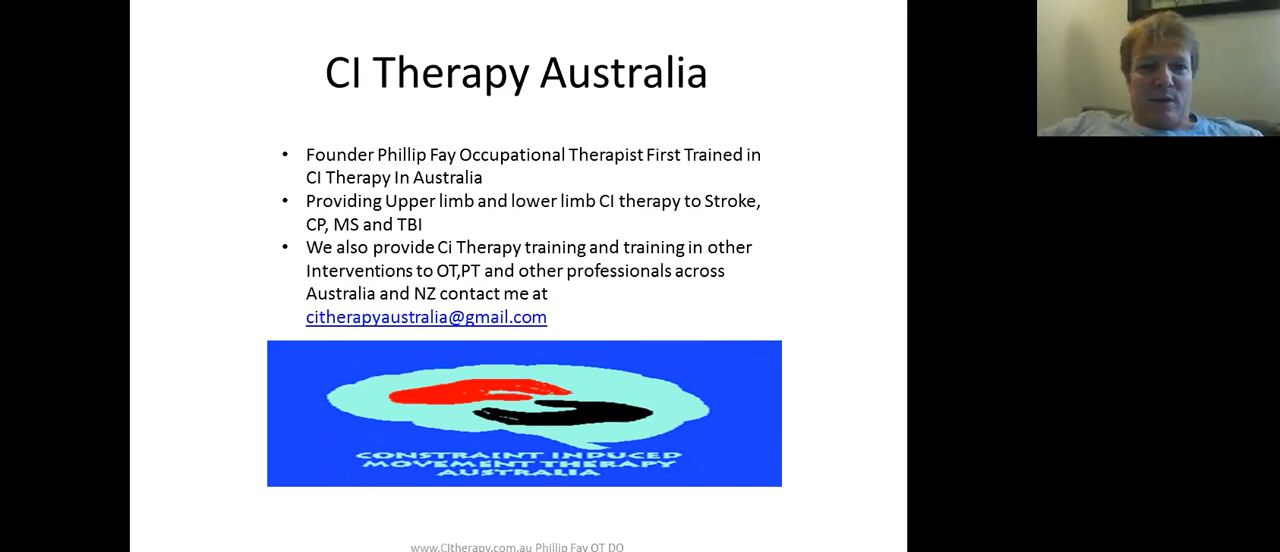 CI Therapy Australia
• Founder Phillip Fay Occupational Therapist First Trained in
CI Therapy In Australia
• Providing Upper limb and lower limb CI therapy to Stroke,
CP, MS and TBI
• We also provide Ci Therapy training and training in other
Interventions to OT,PT and other professionals across
Australia and NZ contact me at
citherapyaustralia@gmail.com
CONSTRAINT INDUCED
MOVEMENT THERAPY
AUSTRALIA
www.CItherapy.com.au Phillip Fay OT DO